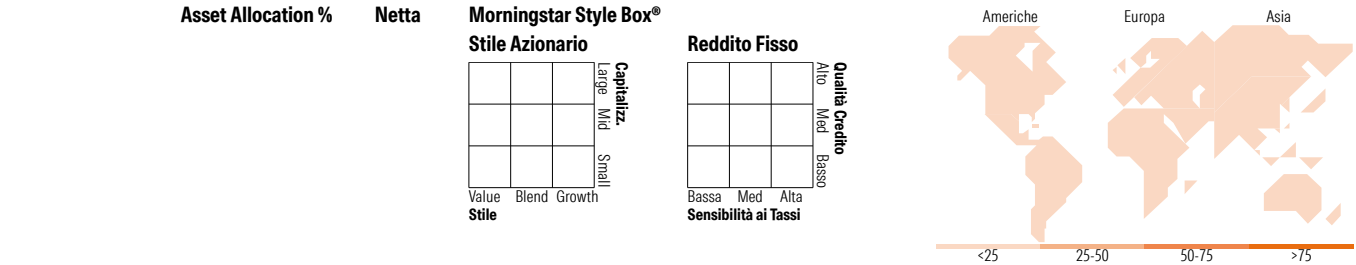 Asset Allocation % Netta
Morningstar Style Box®
Stile Azionario
Large Mid Small
Capitalizz.
Value Blend Growth
Stile
Reddito Fisso
Alto Med Basso
Qualità Credito
Bassa Med Alta
Sensibilità ai Tassi
Americhe Europa Asia
<25 25-50 50-75 >75